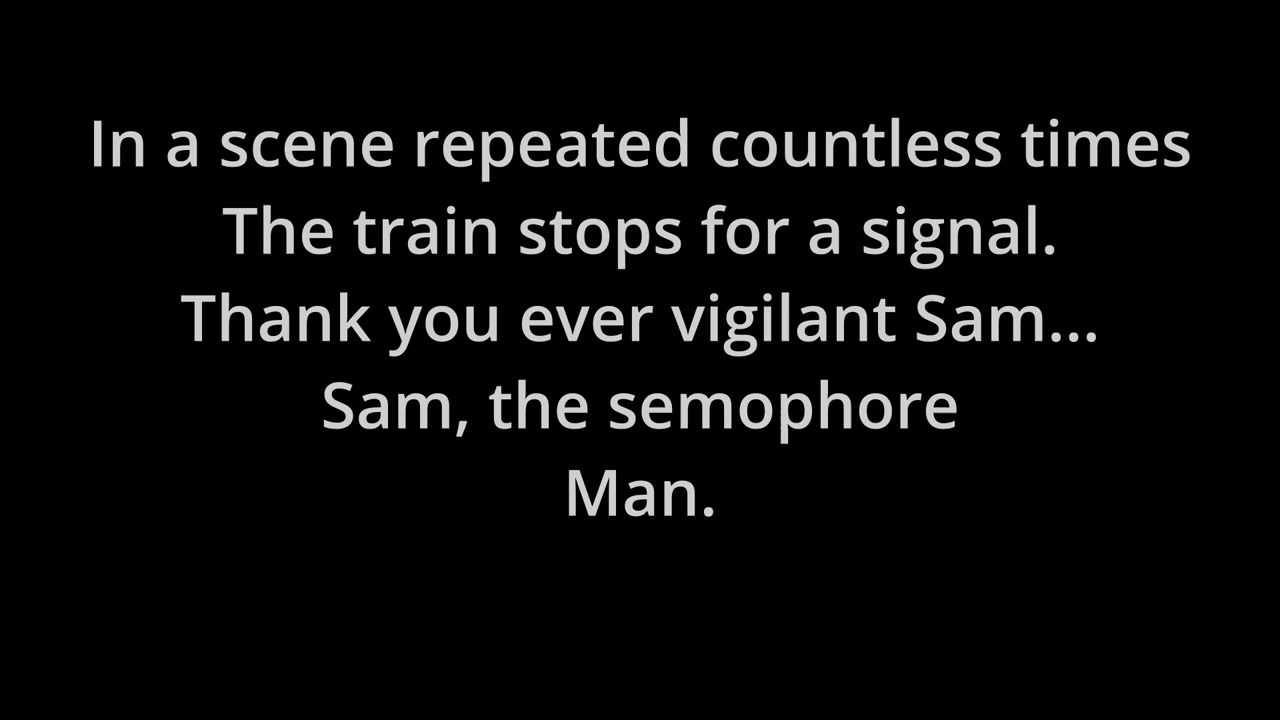 In a scene repeated countless times
The train stops for a signal.
Thank you ever vigilant Sam...
Sam, the semophore
Man.